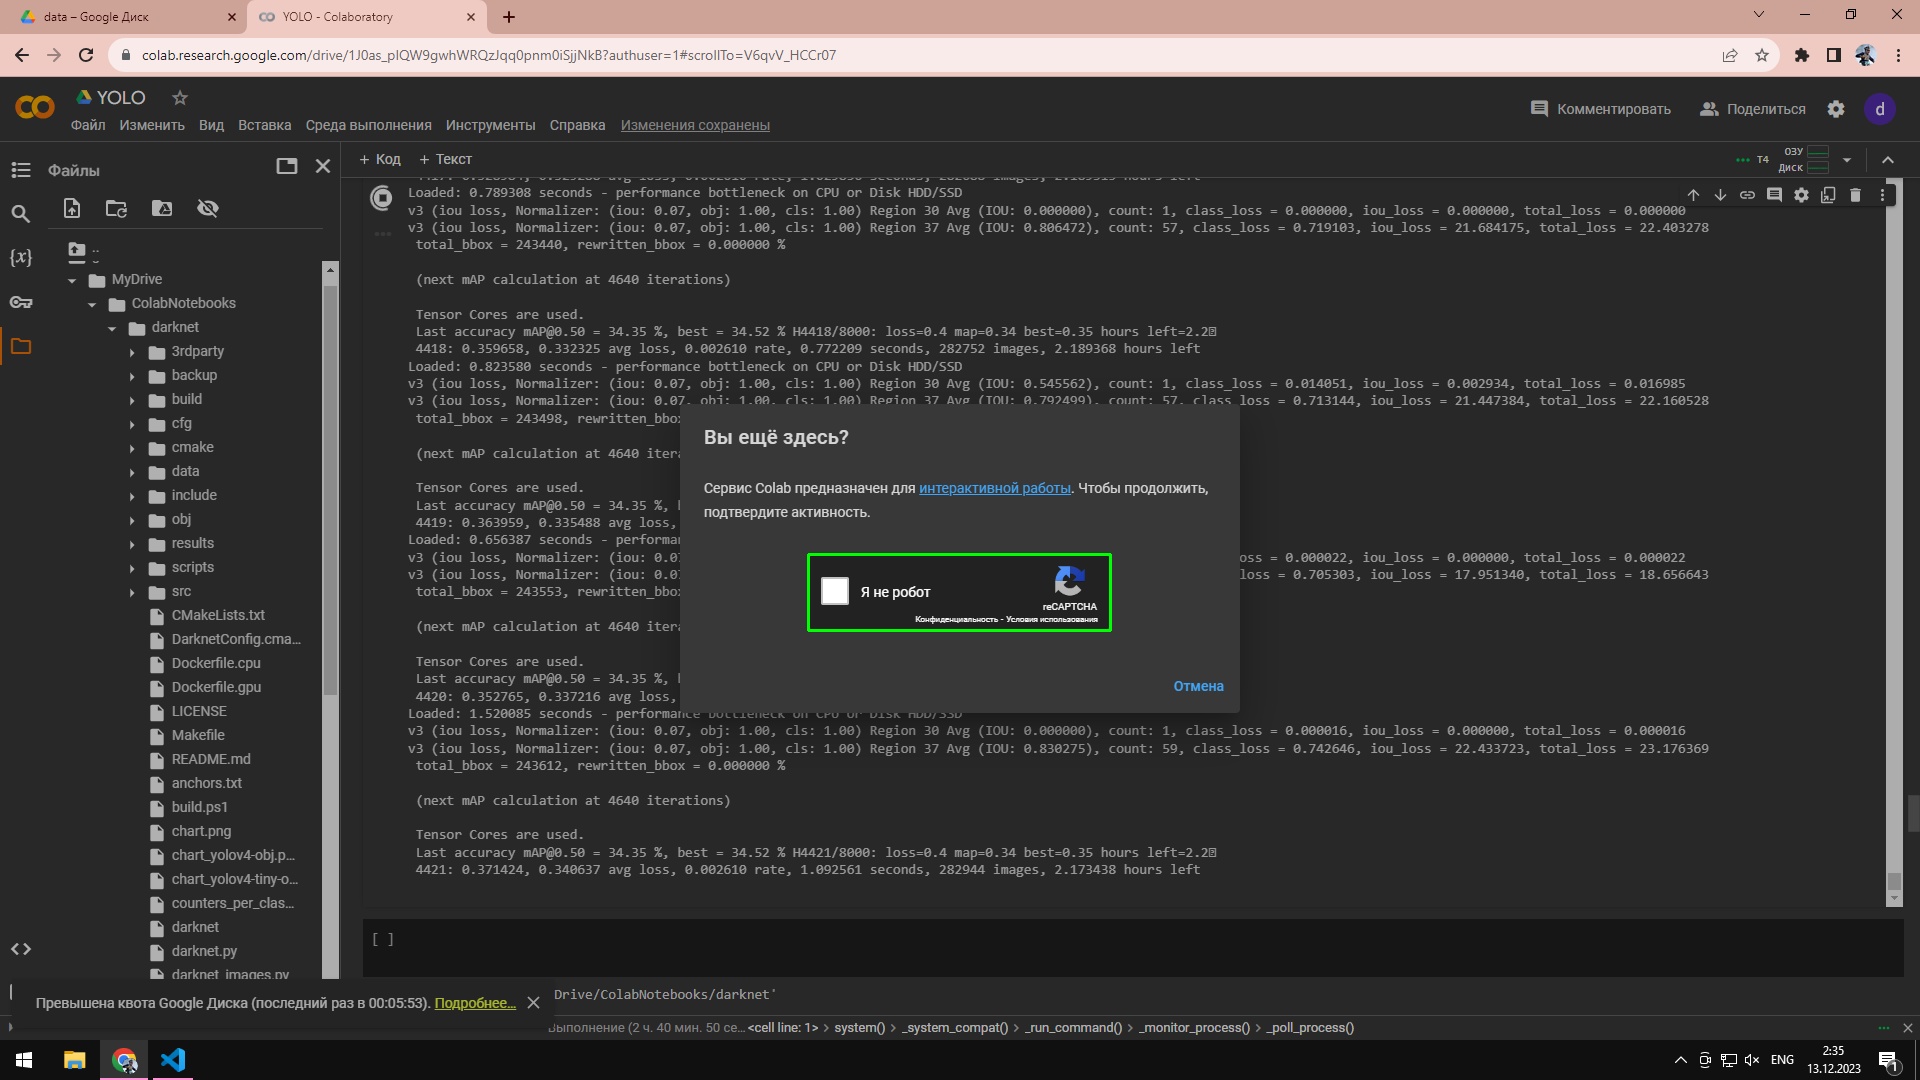 data – Google Диск
YOLO - Colaboratory
colab.research.google.com/drive/1J0as_plQW9gwhWRQzJqq0pnm0iSjjNkB?authuser=1#scrollTo=V6qvV_HCCr07
YOLO
Комментировать
Поделиться
d
Файл Изменить Вид Вставка Среда выполнения Инструменты Справка Изменения сохранены
Файлы
+ Код + Текст
T4
ОЗУ
Диск
{x}
..
MyDrive
ColabNotebooks
darknet
3rdparty
backup
build
cfg
cmake
data
include
obj
results
scripts
src
CMakeLists.txt
DarknetConfig.cma...
Dockerfile.cpu
Dockerfile.gpu
LICENSE
Makefile
README.md
anchors.txt
build.ps1
chart.png
chart_yolov4-obj.p...
chart_yolov4-tiny-o...
counters_per_clas...
darknet
darknet.py
darknet_images.py
Loaded: 0.789308 seconds - performance bottleneck on CPU or Disk HDD/SSD
v3 (iou loss, Normalizer: (iou: 0.07, obj: 1.00, cls: 1.00) Region 30 Avg (IOU: 0.000000), count: 1, class_loss = 0.000000, iou_loss = 0.000000, total_loss = 0.000000
v3 (iou loss, Normalizer: (iou: 0.07, obj: 1.00, cls: 1.00) Region 37 Avg (IOU: 0.806472), count: 57, class_loss = 0.719103, iou_loss = 21.684175, total_loss = 22.403278
total_bbox = 243440, rewritten_bbox = 0.000000 %
(next mAP calculation at 4640 iterations)
Tensor Cores are used.
Last accuracy mAP@0.50 = 34.35 %, best = 34.52 % H4418/8000: loss=0.4 map=0.34 best=0.35 hours left=2.2
4418: 0.359658, 0.332325 avg loss, 0.002610 rate, 0.772209 seconds, 282752 images, 2.189368 hours left
Loaded: 0.823580 seconds - performance bottleneck on CPU or Disk HDD/SSD
v3 (iou loss, Normalizer: (iou: 0.07, obj: 1.00, cls: 1.00) Region 30 Avg (IOU: 0.545562), count: 1, class_loss = 0.014051, iou_loss = 0.002934, total_loss = 0.016985
v3 (iou loss, Normalizer: (iou: 0.07, obj: 1.00, cls: 1.00) Region 37 Avg (IOU: 0.792499), count: 57, class_loss = 0.713144, iou_loss = 21.447384, total_loss = 22.160528
total_bbox = 243498, rewritten_bbo
(next mAP calculation at 4640 itera
Tensor Cores are used.
Last accuracy mAP@0.50 = 34.35 %,
4419: 0.363959, 0.335488 avg loss,
Loaded: 0.656387 seconds - performa
v3 (iou loss, Normalizer: (iou: 0.0 ss = 0.000022, iou_loss = 0.000000, total_loss = 0.000022
v3 (iou loss, Normalizer: (iou: 0.0 loss = 0.705303, iou_loss = 17.951340, total_loss = 18.656643
total_bbox = 243553, rewritten_bbo
(next mAP calculation at 4640 itera
Tensor Cores are used.
Last accuracy mAP@0.50 = 34.35 %,
4420: 0.352765, 0.337216 avg loss,
Loaded: 1.520085 seconds - performance bottleneck on CPU or Disk HDD/SSD
v3 (iou loss, Normalizer: (iou: 0.07, obj: 1.00, cls: 1.00) Region 30 Avg (IOU: 0.000000), count: 1, class_loss = 0.000016, iou_loss = 0.000000, total_loss = 0.000016
v3 (iou loss, Normalizer: (iou: 0.07, obj: 1.00, cls: 1.00) Region 37 Avg (IOU: 0.830275), count: 59, class_loss = 0.742646, iou_loss = 22.433723, total_loss = 23.176369
total_bbox = 243612, rewritten_bbox = 0.000000 %
(next mAP calculation at 4640 iterations)
Tensor Cores are used.
Last accuracy mAP@0.50 = 34.35 %, best = 34.52 % H4421/8000: loss=0.4 map=0.34 best=0.35 hours left=2.2
4421: 0.371424, 0.340637 avg loss, 0.002610 rate, 1.092561 seconds, 282944 images, 2.173438 hours left
Вы ещё здесь?
Сервис Colab предназначен для интерактивной работы. Чтобы продолжить,
подтвердите активность.
Я не робот
reCAPTCHA
Конфиденциальность - Условия использования
Отмена
[ ]
Drive/ColabNotebooks/darknet'
Превышена квота Google Диска (последний раз в 00:05:53). Подробнее...
Выполнение (2 ч. 40 мин. 50 се... <cell line: 1> > system() > _system_compat() > _run_command() > _monitor_process() > _poll_process()
ENG
2:35
13.12.2023
1